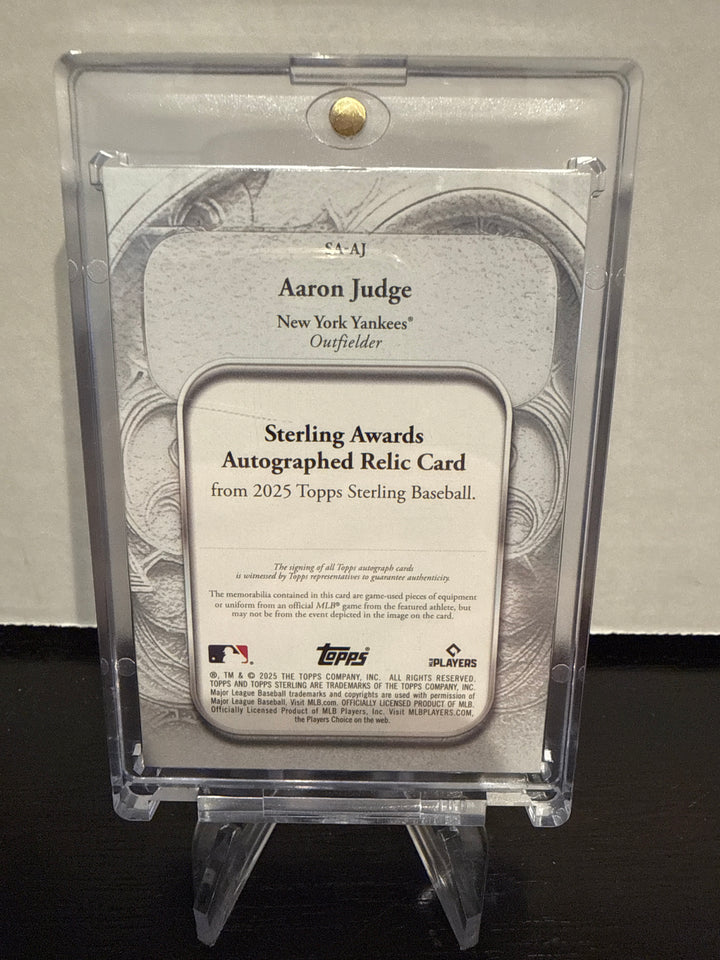 SA-AJ
Aaron Judge
New York Yankees®
Outfielder
Sterling Awards
Autographed Relic Card
from 2025 Topps Sterling Baseball.
The signing of all Topps autograph cards
is witnessed by Topps representatives to guarantee authenticity.
The memorabilia contained in this card are game-used pieces of equipment
or uniform from an official MLB® game from the featured athlete, but
may not be from the event depicted in the image on the card.
Topps®
MLB PLAYERS
®, TM & © 2025 THE TOPPS COMPANY, INC. ALL RIGHTS RESERVED.
TOPPS AND TOPPS STERLING ARE TRADEMARKS OF THE TOPPS COMPANY, INC.
Major League Baseball trademarks and copyrights are used with permission of
Major League Baseball. Visit MLB.com. OFFICIALLY LICENSED PRODUCT OF MLB.
Officially Licensed Product of MLB Players, Inc. Visit MLBPLAYERS.COM,
the Players Choice on the web.